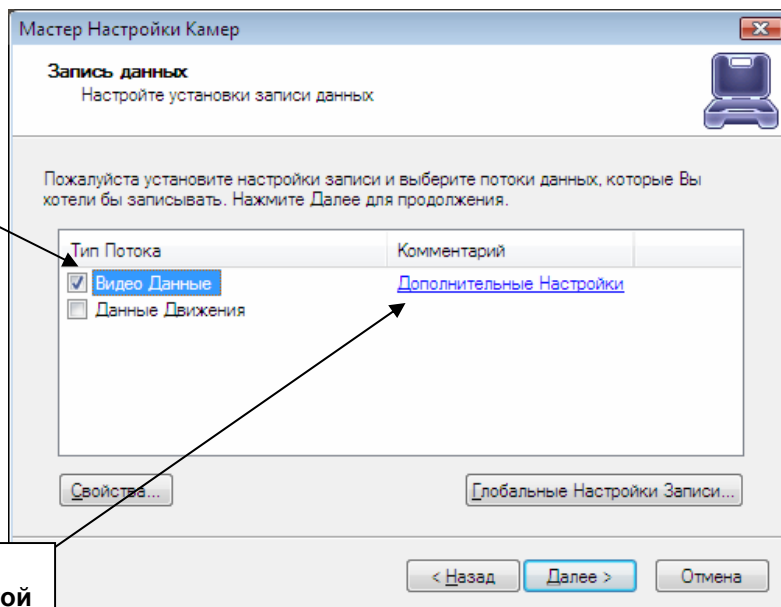 Мастер Настройки Камер
Запись данных
Настройте установки записи данных
Пожалуйста установите настройки записи и выберите потоки данных, которые Вы
хотели бы записывать. Нажмите Далее для продолжения.
Тип Потока Комментарий
Видео Данные Дополнительные Настройки
Данные Движения
Свойства... Глобальные Настройки Записи...
< Назад Далее > Отмена
ой